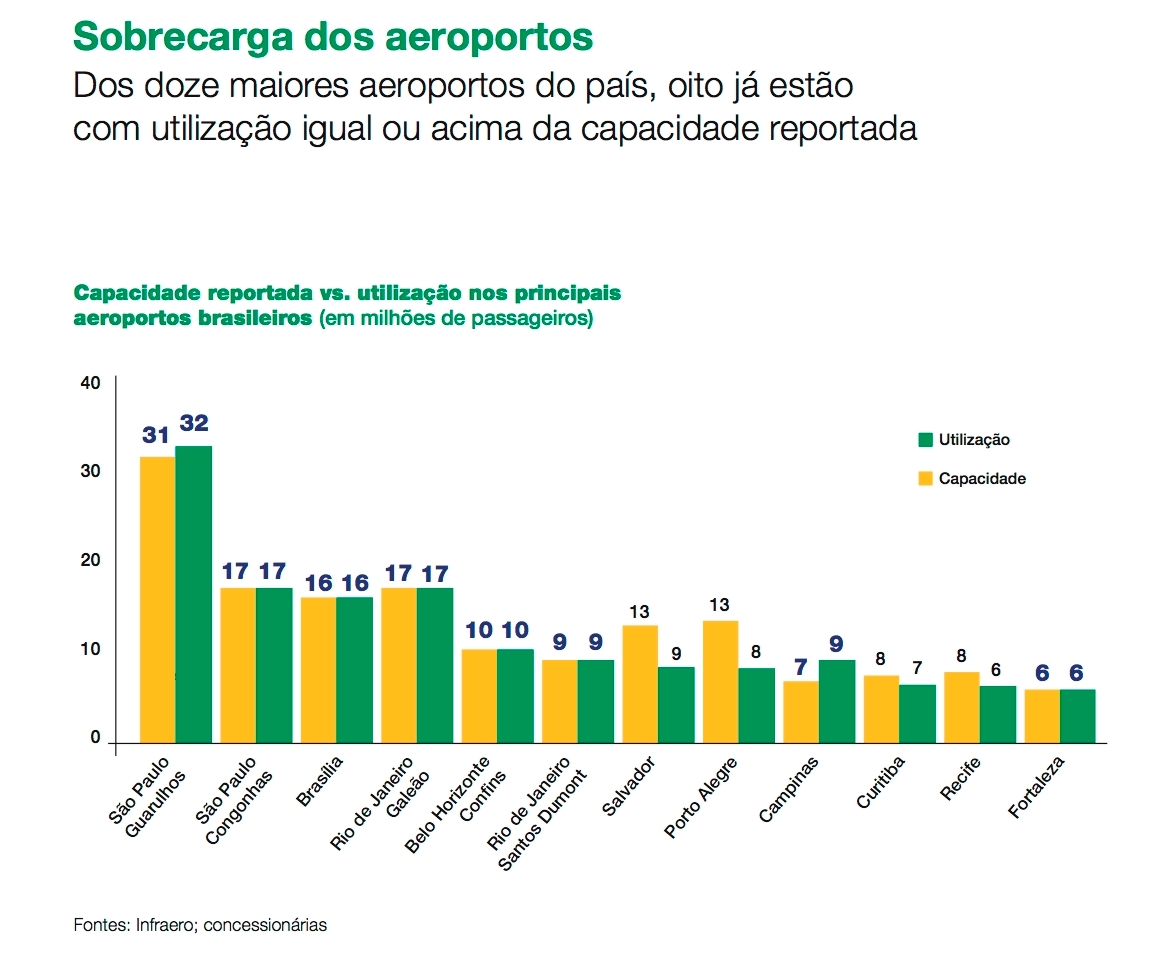 Sobrecarga dos aeroportos
Dos doze maiores aeroportos do país, oito já estão
com utilização igual ou acima da capacidade reportada
Capacidade reportada vs. utilização nos principais
aeroportos brasileiros (em milhões de passageiros)
40
30
20
10
0
31 32
17 17
16 16
17 17
10 10
9 9
13 9
13 8
7 9
8 7
8 6
6 6
Utilização
Capacidade
São Paulo
Guarulhos
São Paulo
Congonhas
Brasília
Rio de Janeiro
Galeão
Belo Horizonte
Confins
Rio de Janeiro
Santos Dumont
Salvador
Porto Alegre
Campinas
Curitiba
Recife
Fortaleza
Fontes: Infraero; concessionárias